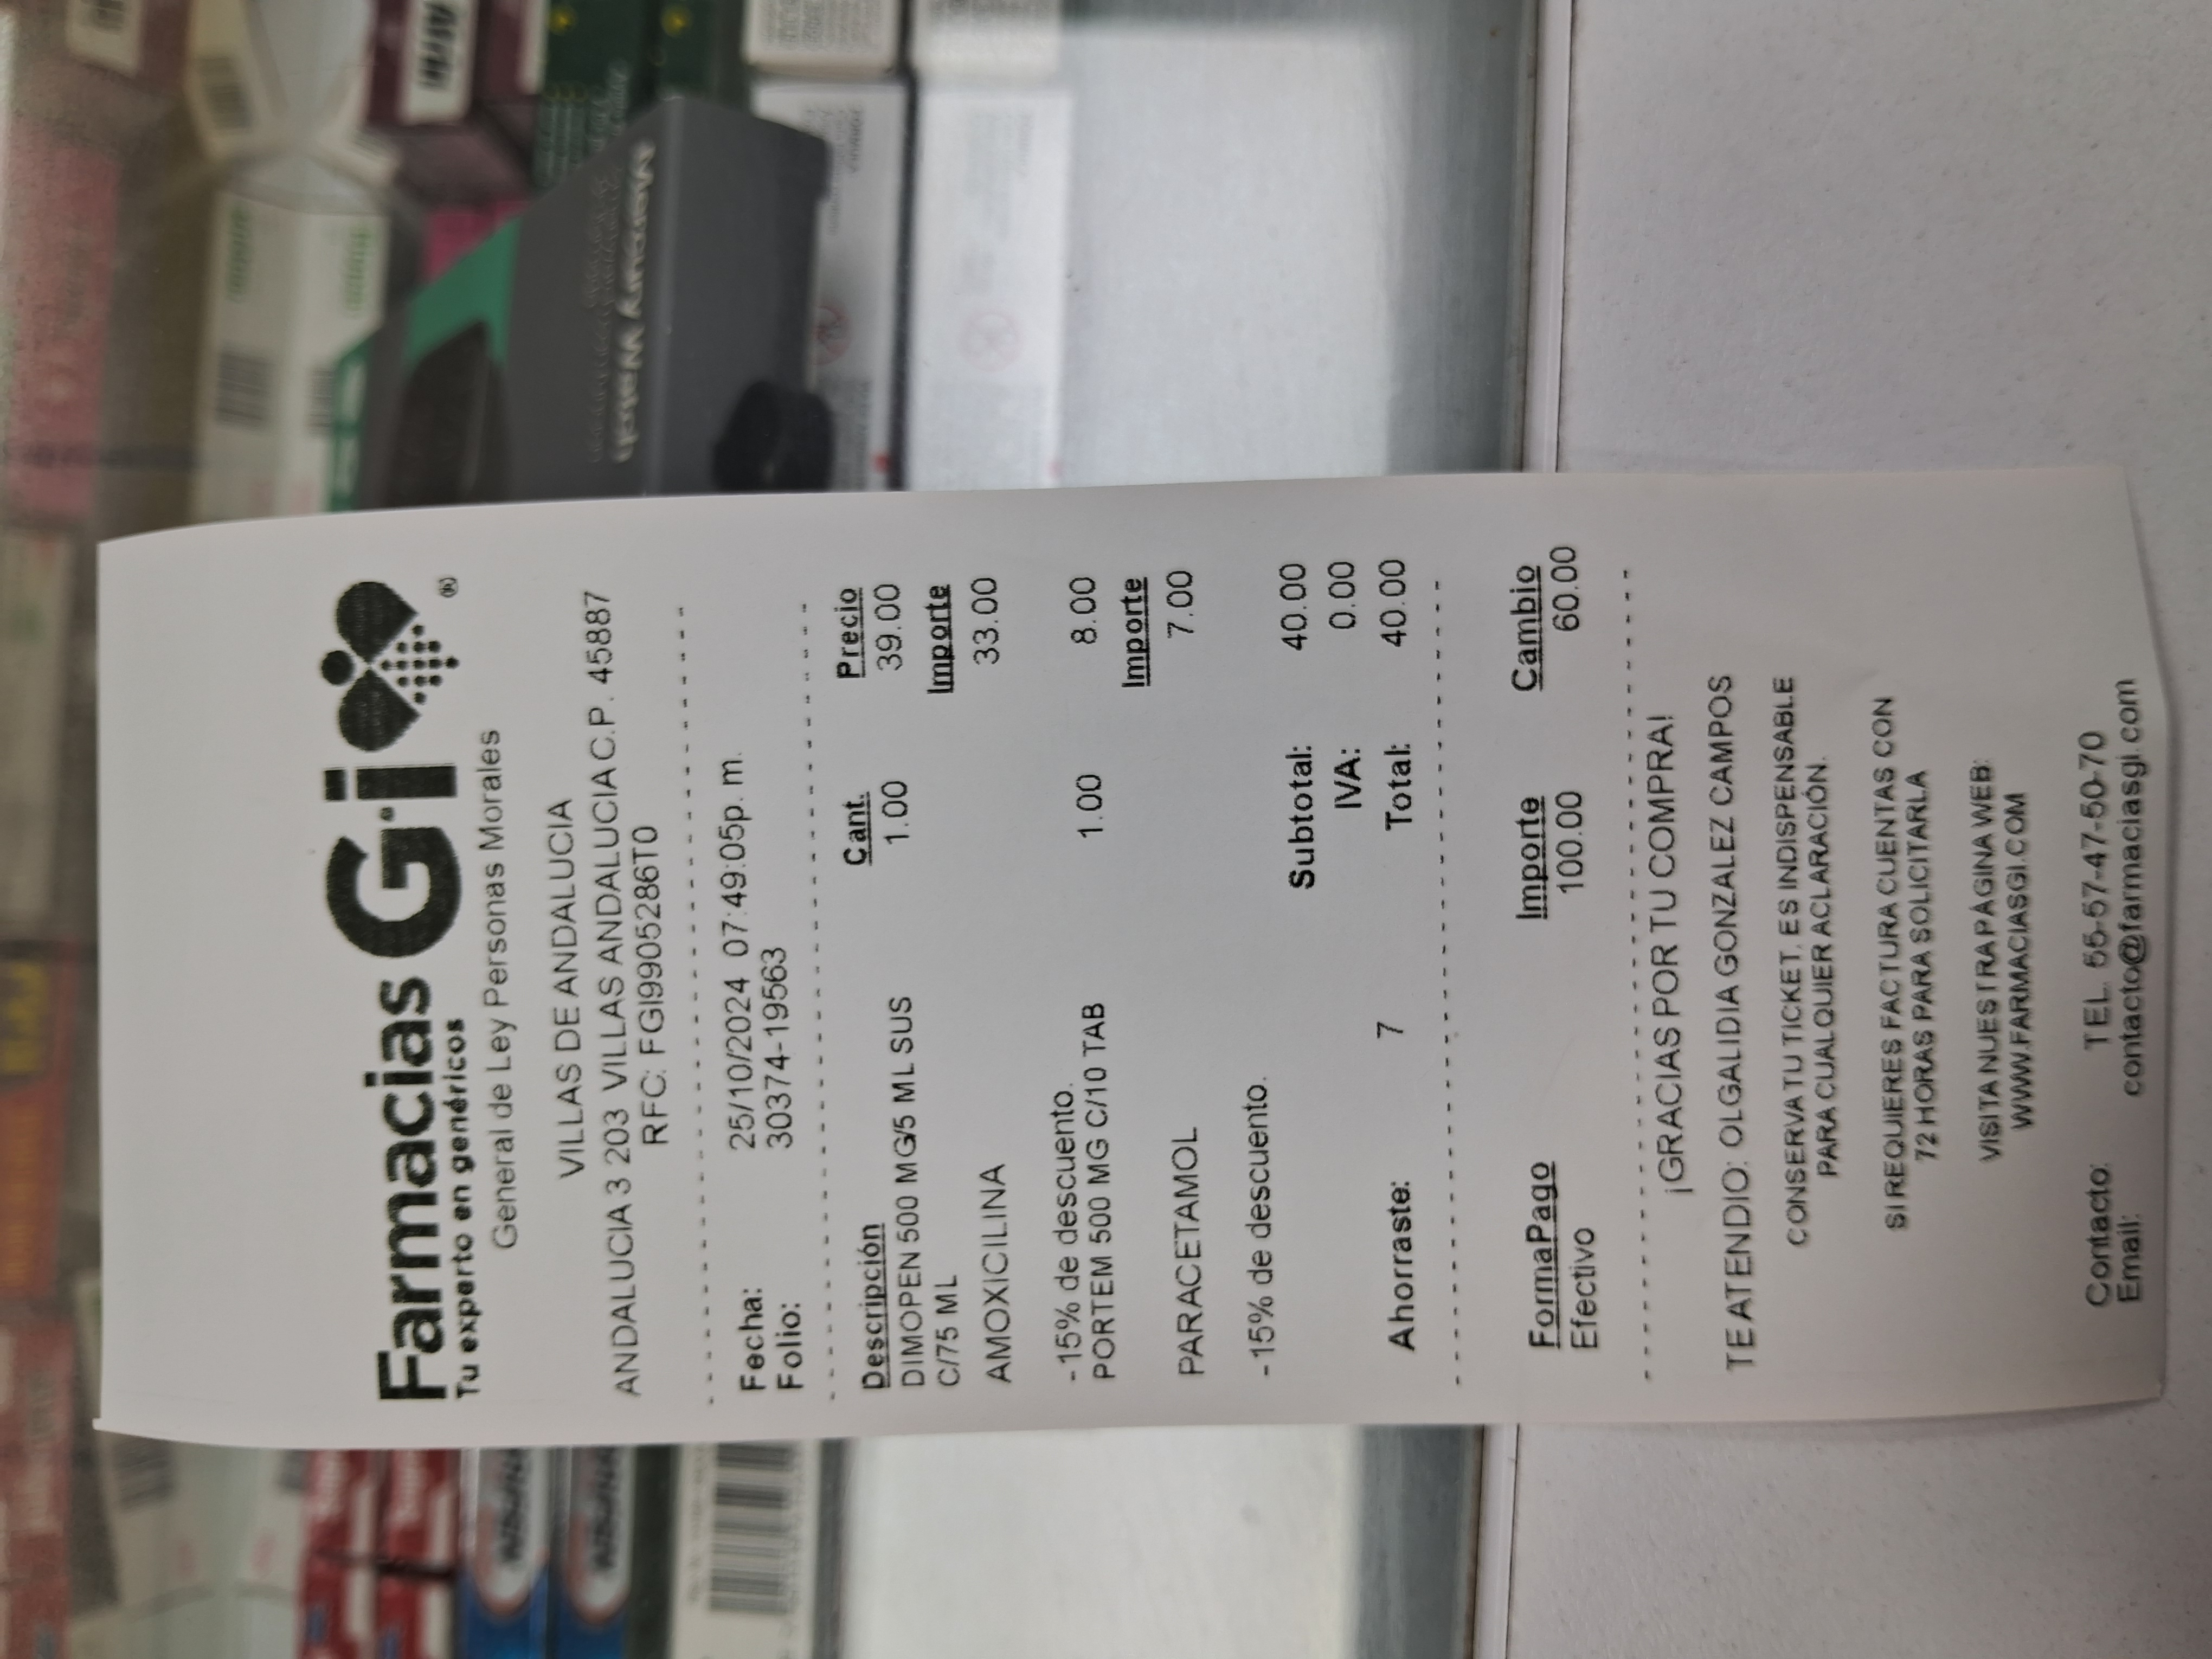 Farmacias Gi
®
Tu experto en genéricos
General de Ley Personas Morales
VILLAS DE ANDALUCIA
ANDALUCIA 3 203 VILLAS ANDALUCIA C.P. 45887
RFC: FGI9905286T0
Fecha: 25/10/2024 07:49:05p. m.
Folio: 30374-19563
Descripción Cant. Precio
DIMOPEN 500 MG/5 ML SUS 1.00 39.00
C/75 ML Importe
AMOXICILINA 33.00
-15% de descuento.
PORTEM 500 MG C/10 TAB 1.00 8.00
Importe
PARACETAMOL 7.00
-15% de descuento.
Subtotal: 40.00
IVA: 0.00
Ahorraste: 7 Total: 40.00
FormaPago Importe Cambio
Efectivo 100.00 60.00
¡GRACIAS POR TU COMPRA!
TE ATENDIO: OLGALIDIA GONZALEZ CAMPOS
CONSERVA TU TICKET, ES INDISPENSABLE
PARA CUALQUIER ACLARACIÓN.
SI REQUIERES FACTURA CUENTAS CON
72 HORAS PARA SOLICITARLA
VISITA NUESTRA PÁGINA WEB:
WWW.FARMACIASGI.COM
Contacto: TEL. 55-57-47-50-70
Email: contacto@farmaciasgi.com